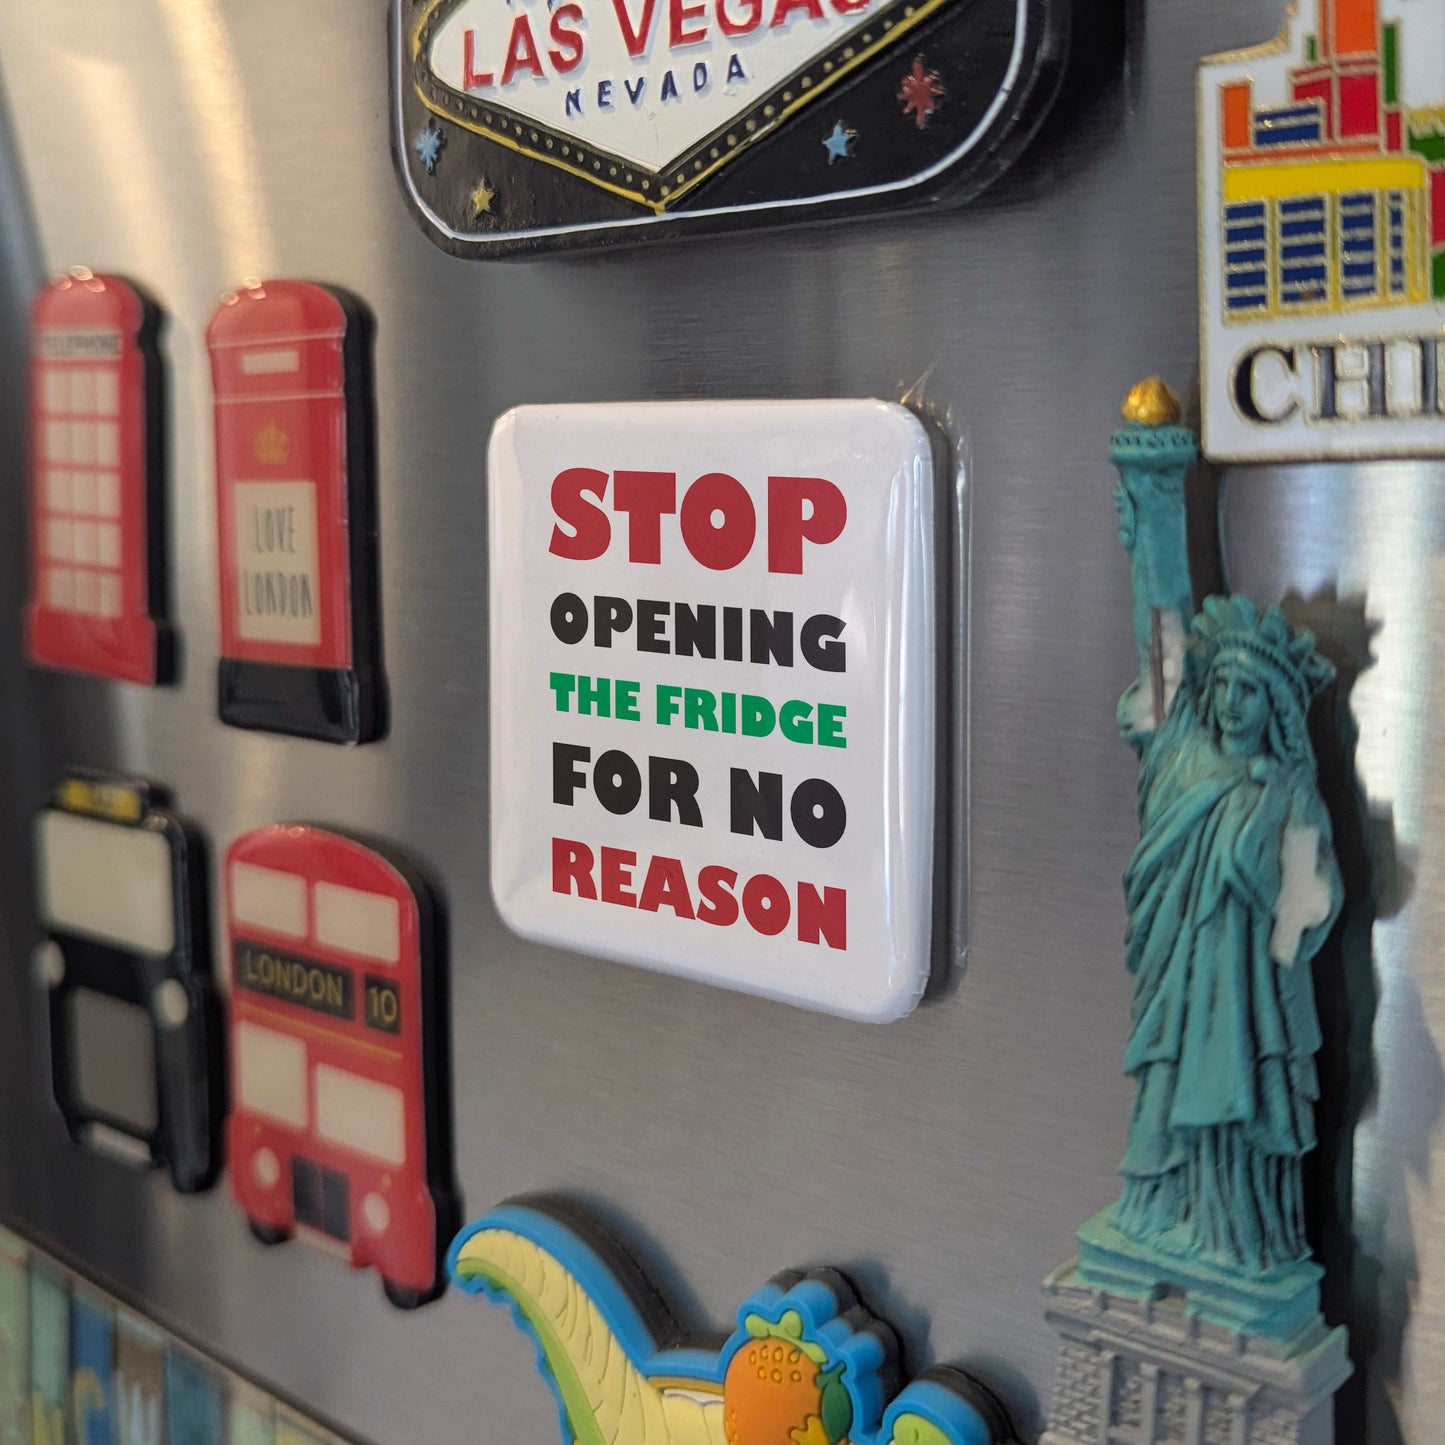 LAS VEGAS
NEVADA
TELEPHONE
LOVE
LONDON
STOP
OPENING
THE FRIDGE
FOR NO
REASON
LONDON 10
CHI